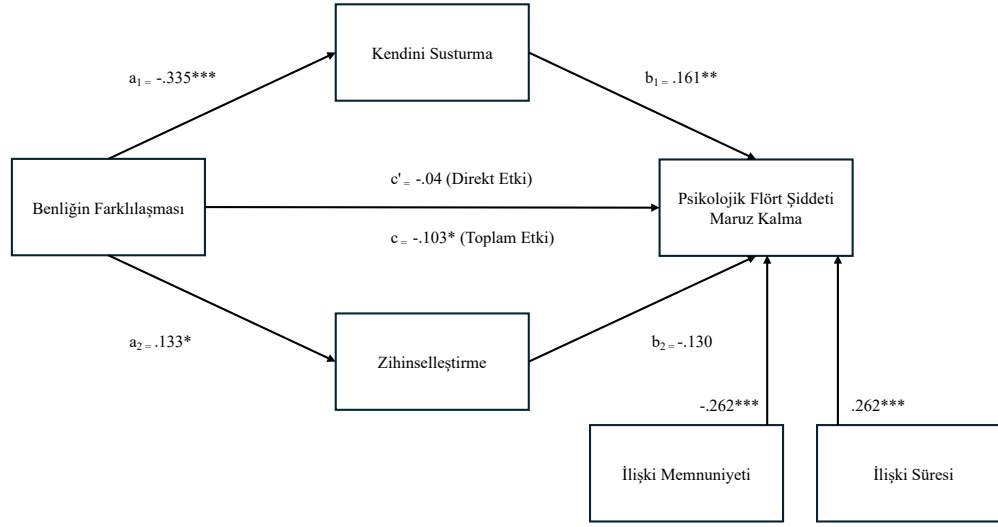 Kendini Susturma
a1 = -.335***
b1 = .161**
Benliğin Farklılaşması
c' = -.04 (Direkt Etki)
c = -.103* (Toplam Etki)
Psikolojik Flört Şiddeti
Maruz Kalma
a2 = .133*
Zihinselleştirme
b2 = -.130
-.262***
.262***
İlişki Memnuniyeti
İlişki Süresi